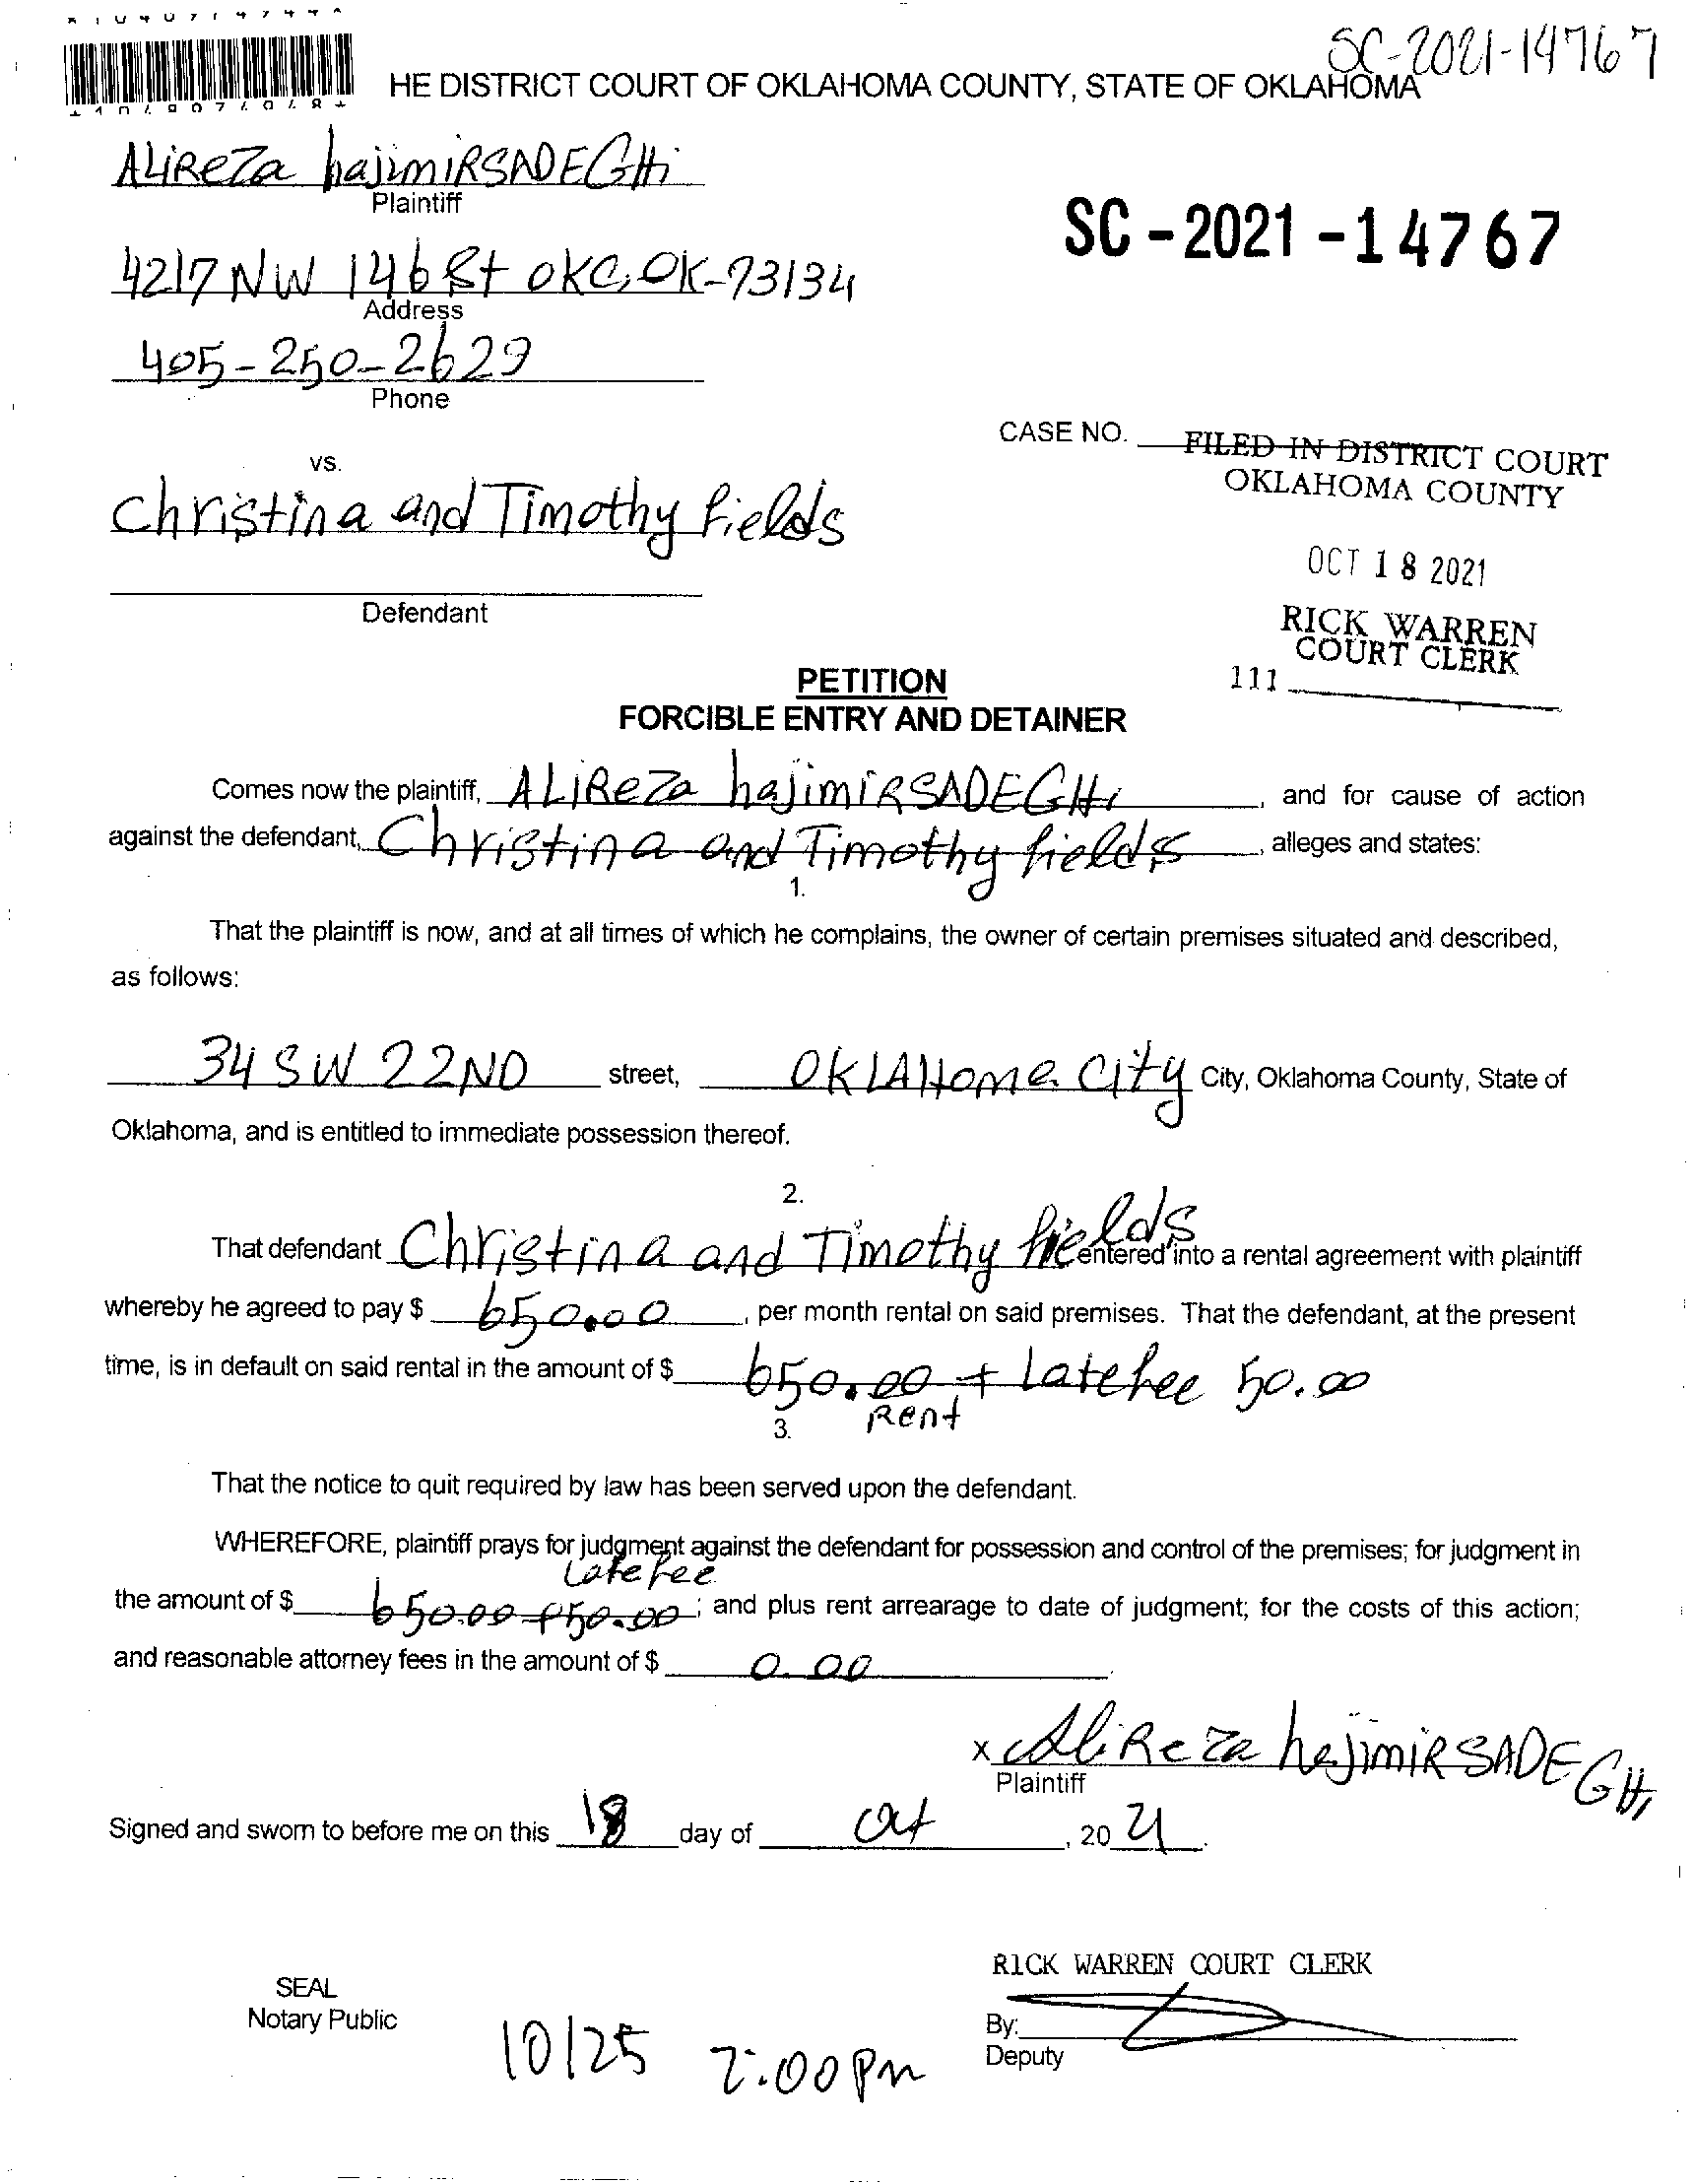 SC-2021-14767
HE DISTRICT COURT OF OKLAHOMA COUNTY, STATE OF OKLAHOMA
ALiReZa hajimiRSADEGHi
Plaintiff
SC - 2021 - 14767
4217 NW 146 St OKC, OK-73134
Address
405-250-2629
Phone
CASE NO.
FILED IN DISTRICT COURT
OKLAHOMA COUNTY
vs.
Christina and Timothy fields
OCT 18 2021
Defendant
RICK WARREN
COURT CLERK
111
PETITION
FORCIBLE ENTRY AND DETAINER
Comes now the plaintiff, ALiReZa hajimiRSADEGHi, and for cause of action
against the defendant, Christina and Timothy fields, alleges and states:
1.
That the plaintiff is now, and at all times of which he complains, the owner of certain premises situated and described,
as follows:
34 SW 22ND street, OKLAHoma City City, Oklahoma County, State of
Oklahoma, and is entitled to immediate possession thereof.
2.
That defendant Christina and Timothy fields entered into a rental agreement with plaintiff
whereby he agreed to pay $ 650.00, per month rental on said premises. That the defendant, at the present
time, is in default on said rental in the amount of $ 650.00 + Latefee 50.00
Rent
3.
That the notice to quit required by law has been served upon the defendant.
WHEREFORE, plaintiff prays for judgment against the defendant for possession and control of the premises; for judgment in
Latefee
the amount of $ 650.00 + 50.00; and plus rent arrearage to date of judgment; for the costs of this action;
and reasonable attorney fees in the amount of $ 0.00
x AliReza hajimiRSADEGHi
Plaintiff
Signed and sworn to before me on this 18 day of Oct, 2021.
RICK WARREN COURT CLERK
SEAL
Notary Public
By:
Deputy
10/25 2:00 PM